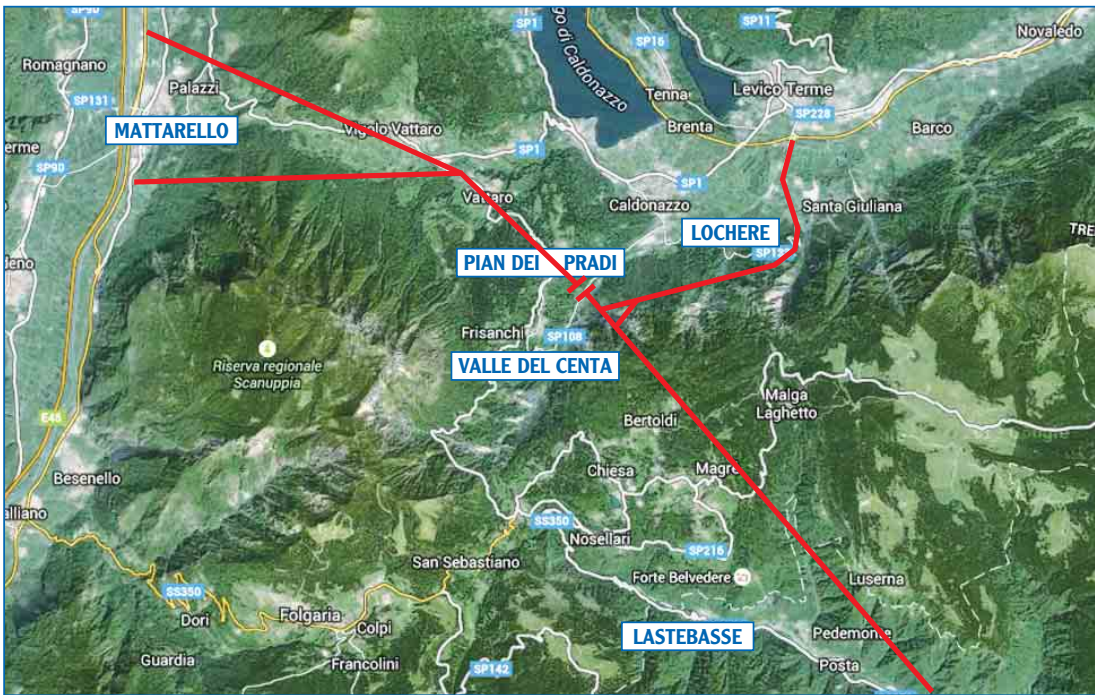 SP90
SP1
SP11
Novaledo
Romagnano
SP16
go di Caldonazzo
Palazzi
SP131
Tenna
Levico Terme
SP228
MATTARELLO
Vigolo Vattaro
Brenta
Barco
erme
SP90
SP1
SP1
Vattaro
Caldonazzo
Santa Giuliana
LOCHERE
TRE
deno
PIAN DEI PRADI
Frisanchi
SP108
Riserva regionale
Scanuppia
VALLE DEL CENTA
Malga
Laghetto
E45
Bertoldi
Besenello
Chiesa
Magrè
alliano
SS350
Nosellari
SP216
San Sebastiano
Forte Belvedere
Luserna
SS350
Dori
Folgaria
Colpi
LASTEBASSE
Pedemonte
Guardia
Francolini
SP142
Posta